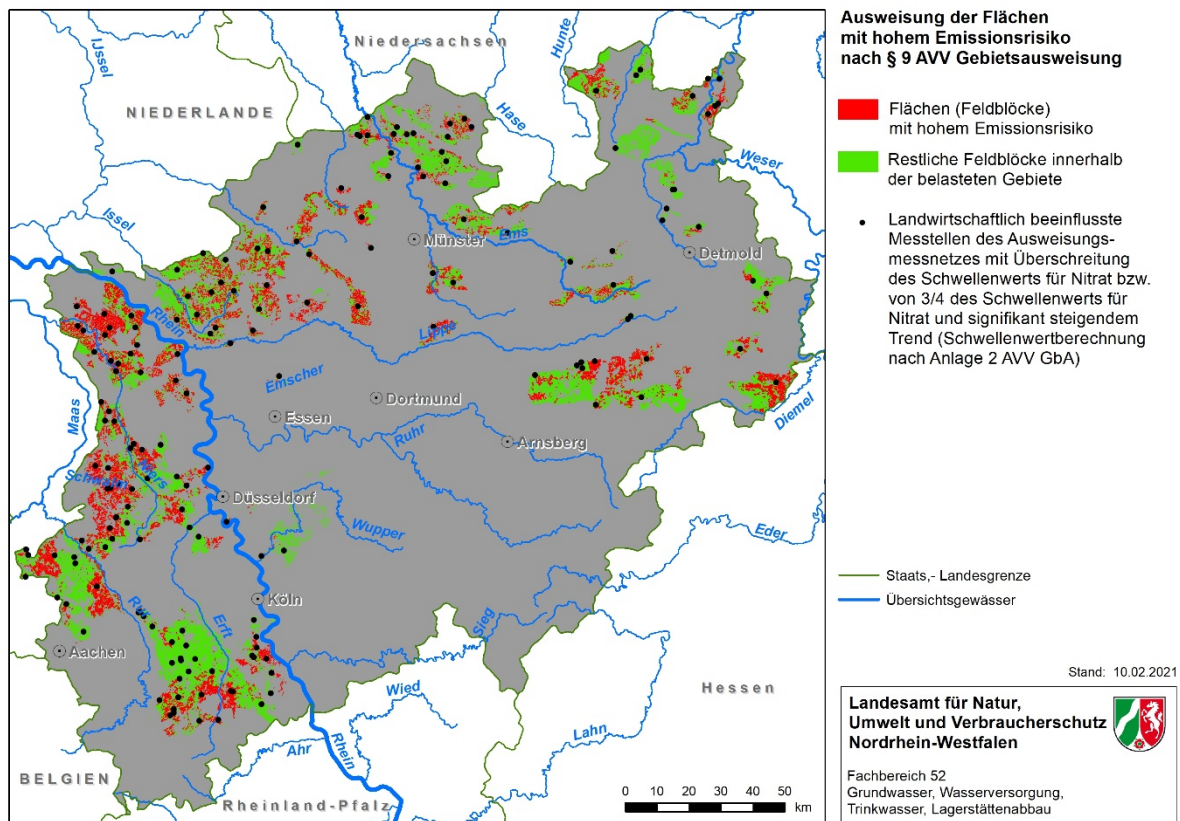 Ausweisung der Flächen
mit hohem Emissionsrisiko
nach § 9 AVV Gebietsausweisung
Flächen (Feldblöcke)
mit hohem Emissionsrisiko
Restliche Feldblöcke innerhalb
der belasteten Gebiete
Landwirtschaftlich beeinflusste
Messtellen des Ausweisungs-
messnetzes mit Überschreitung
des Schwellenwerts für Nitrat bzw.
von 3/4 des Schwellenwerts für
Nitrat und signifikant steigendem
Trend (Schwellenwertberechnung
nach Anlage 2 AVV GbA)
Staats,- Landesgrenze
Übersichtsgewässer
Stand: 10.02.2021
Landesamt für Natur,
Umwelt und Verbraucherschutz
Nordrhein-Westfalen
Fachbereich 52
Grundwasser, Wasserversorgung,
Trinkwasser, Lagerstättenabbau
IJssel
Niedersachsen
Hunte
NIEDERLANDE
Hase
Weser
Issel
Münster
Ems
Detmold
Rhein
Lippe
Emscher
Dortmund
Essen
Maas
Ruhr
Arnsberg
Diemel
Niers
Schwalm
Düsseldorf
Wupper
Eder
Köln
Rur
Erft
Sieg
Aachen
Wied
Hessen
Lahn
Ahr
Rhein
BELGIEN
Rheinland-Pfalz
0 10 20 30 40 50
km